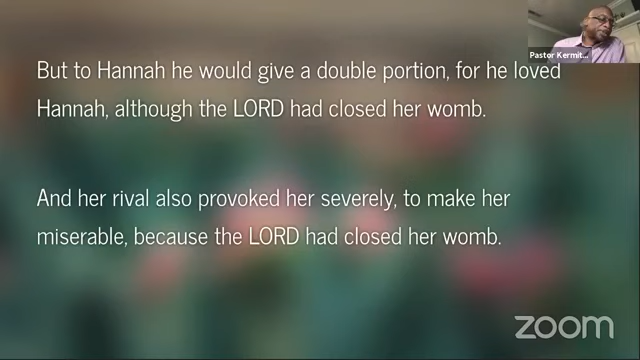 Pastor Kermit...
But to Hannah he would give a double portion, for he loved
Hannah, although the LORD had closed her womb.
And her rival also provoked her severely, to make her
miserable, because the LORD had closed her womb.
zoom